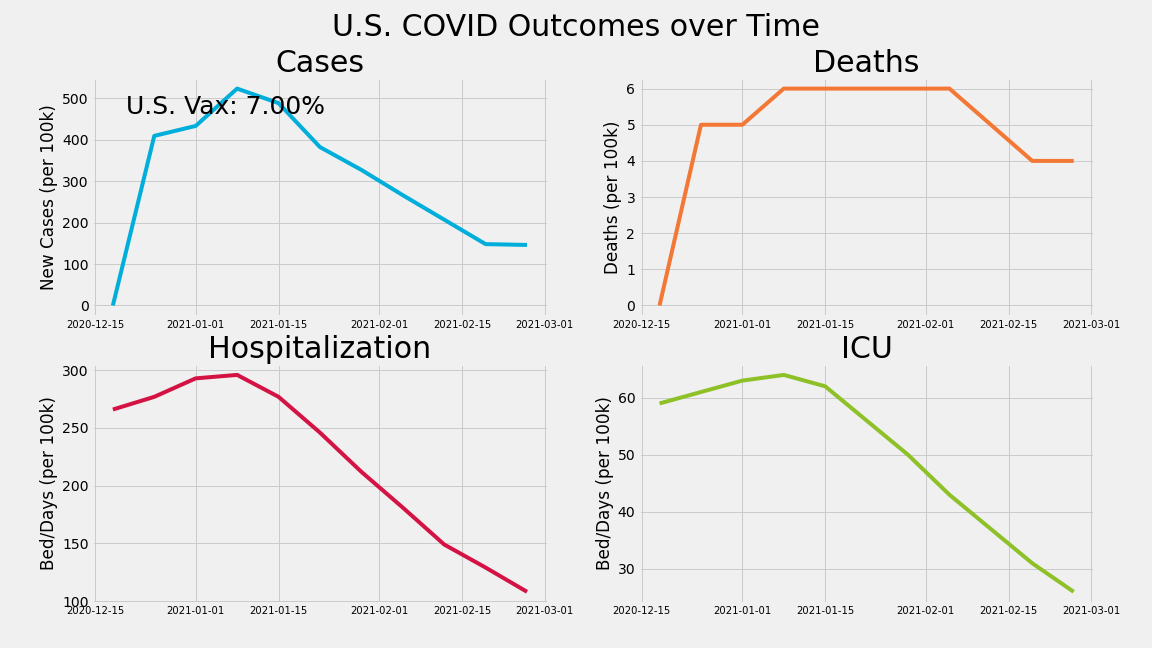 U.S. COVID Outcomes over Time
Cases
New Cases (per 100k)
500
400
300
200
100
0
U.S. Vax: 7.00%
2020-12-15 2021-01-01 2021-01-15 2021-02-01 2021-02-15 2021-03-01
Deaths
Deaths (per 100k)
6
5
4
3
2
1
0
2020-12-15 2021-01-01 2021-01-15 2021-02-01 2021-02-15 2021-03-01
Hospitalization
Bed/Days (per 100k)
300
250
200
150
100
2020-12-15 2021-01-01 2021-01-15 2021-02-01 2021-02-15 2021-03-01
ICU
Bed/Days (per 100k)
60
50
40
30
2020-12-15 2021-01-01 2021-01-15 2021-02-01 2021-02-15 2021-03-01